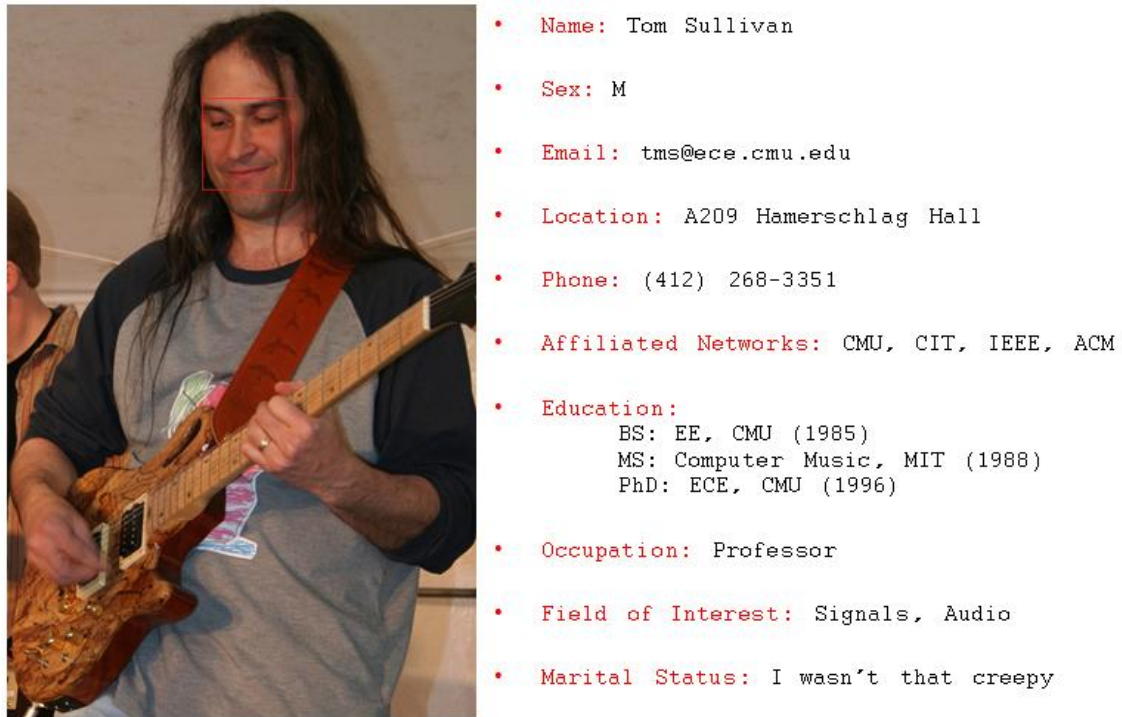 • Name: Tom Sullivan
• Sex: M
• Email: tms@ece.cmu.edu
• Location: A209 Hamerschlag Hall
• Phone: (412) 268-3351
• Affiliated Networks: CMU, CIT, IEEE, ACM
• Education:
BS: EE, CMU (1985)
MS: Computer Music, MIT (1988)
PhD: ECE, CMU (1996)
• Occupation: Professor
• Field of Interest: Signals, Audio
• Marital Status: I wasn't that creepy